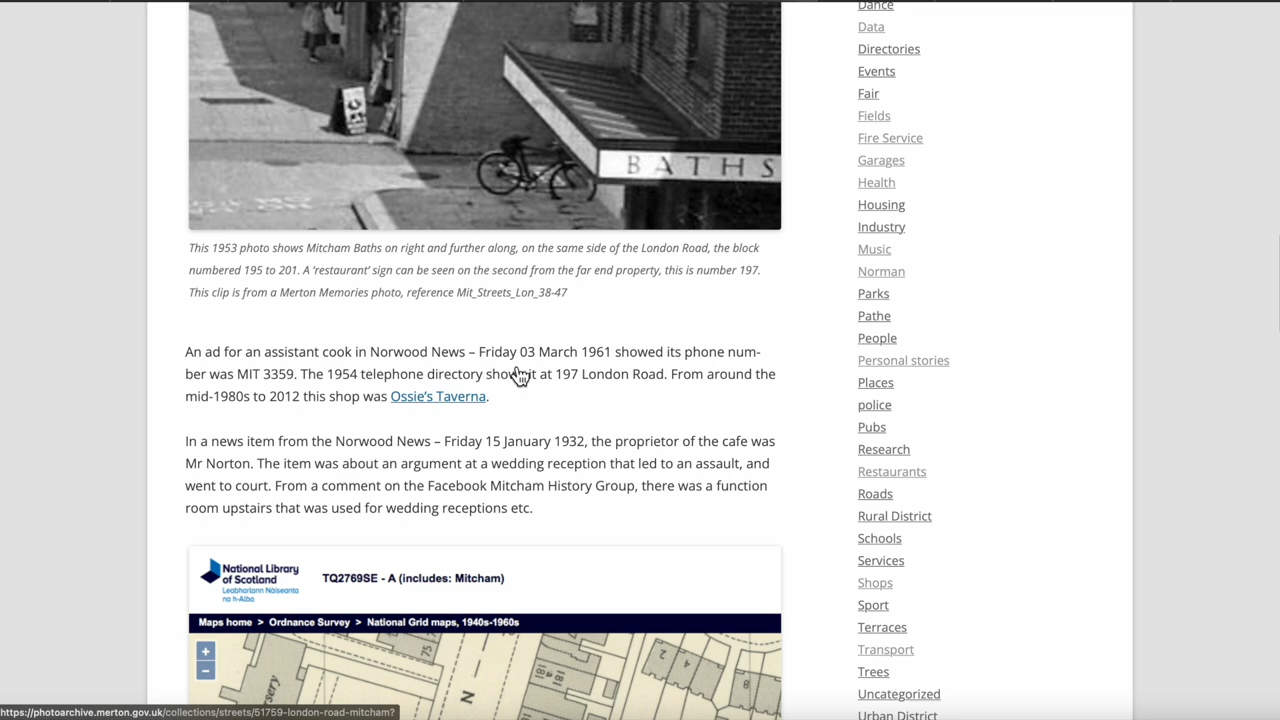 BATHS
This 1953 photo shows Mitcham Baths on right and further along, on the same side of the London Road, the block
numbered 195 to 201. A ‘restaurant’ sign can be seen on the second from the far end property, this is number 197.
This clip is from a Merton Memories photo, reference Mit_Streets_Lon_38-47
An ad for an assistant cook in Norwood News – Friday 03 March 1961 showed its phone num-
ber was MIT 3359. The 1954 telephone directory it at 197 London Road. From around the
mid-1980s to 2012 this shop was Ossie’s Taverna.
In a news item from the Norwood News – Friday 15 January 1932, the proprietor of the cafe was
Mr Norton. The item was about an argument at a wedding reception that led to an assault, and
went to court. From a comment on the Facebook Mitcham History Group, there was a function
room upstairs that was used for wedding receptions etc.
National Library
of Scotland
Leabharlann Nàiseanta
na h-Alba
TQ2769SE - A (includes: Mitcham)
Maps home > Ordnance Survey > National Grid maps, 1940s-1960s
+
−
75
N
181
2
4
Dance
Data
Directories
Events
Fair
Fields
Fire Service
Garages
Health
Housing
Industry
Music
Norman
Parks
Pathe
People
Personal stories
Places
police
Pubs
Research
Restaurants
Roads
Rural District
Schools
Services
Shops
Sport
Terraces
Transport
Trees
Uncategorized
Urban District
https://photoarchive.merton.gov.uk/collections/streets/51759-london-road-mitcham?